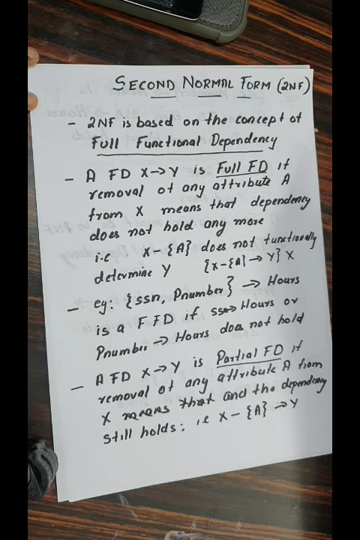 SECOND NORMAL FORM (2NF)
- 2NF is based on the concept of
Full Functional Dependency
- A FD X→Y is Full FD if
removal of any attribute A
from X means that dependency
does not hold any more
i.e X-{A} does not functionally
determine Y {X-{A}→Y} X
- eg: {ssn, Pnumber} → Hours
is a FFD if ssn→Hours or
Pnumber → Hours does not hold
- A FD X→Y is Partial FD if
removal of any attribute A from
X means that and the dependency
still holds: i.e X-{A}→Y